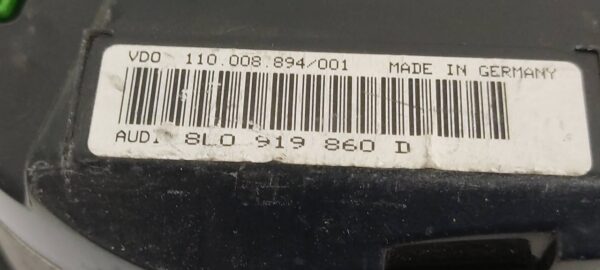 VDO 110.008.894/001 MADE IN GERMANY
AUDI 8L0 919 860 D